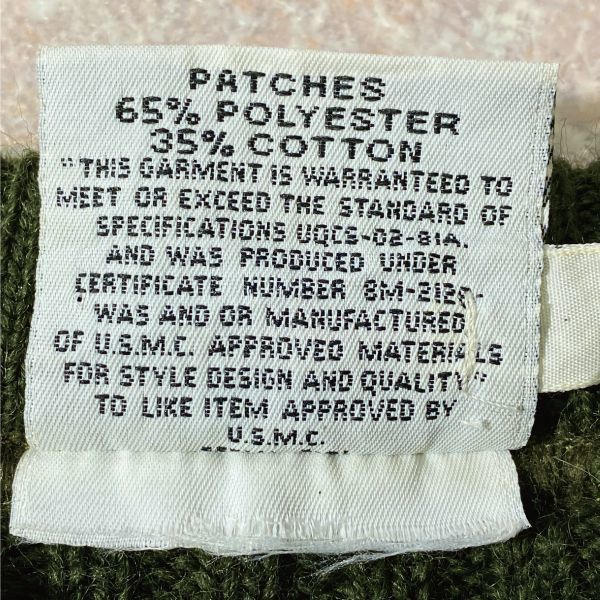 PATCHES
65% POLYESTER
35% COTTON
"THIS GARMENT IS WARRANTEED TO
MEET OR EXCEED THE STANDARD OF
SPECIFICATIONS UQCS-02-81A.
AND WAS PRODUCED UNDER
CERTIFICATE NUMBER
WAS AND OR MANUFACTURED
OF U.S.M.C. APPROVED MATERIALS
FOR STYLE DESIGN AND QUALITY"
TO LIKE ITEM APPROVED BY
U.S.M.C.